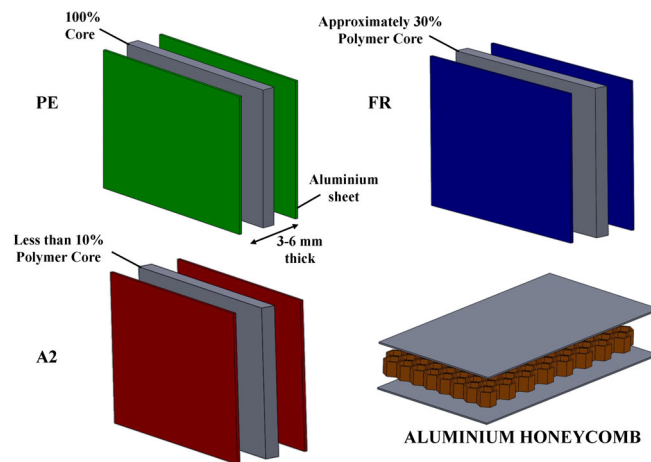 100%
Core
PE
Aluminium
sheet
3-6 mm
thick
Approximately 30%
Polymer Core
FR
Less than 10%
Polymer Core
A2
ALUMINIUM HONEYCOMB